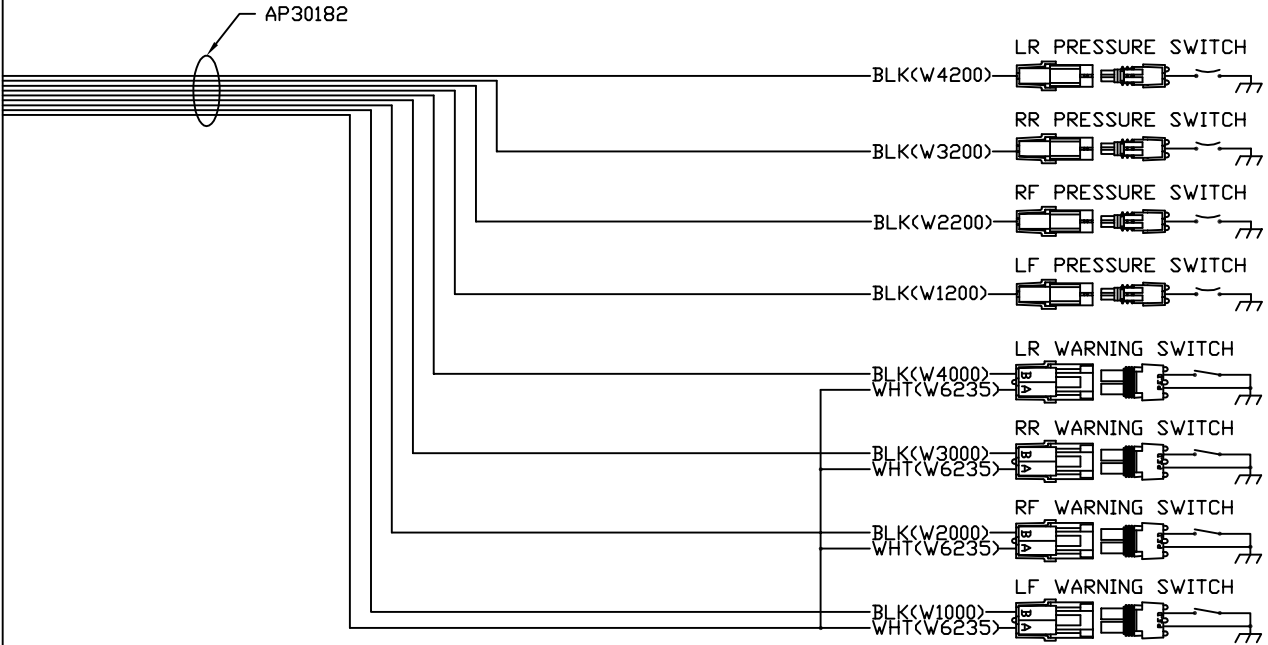 AP30182
LR PRESSURE SWITCH
BLK(W4200)
RR PRESSURE SWITCH
BLK(W3200)
RF PRESSURE SWITCH
BLK(W2200)
LF PRESSURE SWITCH
BLK(W1200)
LR WARNING SWITCH
BLK(W4000)
B
WHT(W6235)
A
RR WARNING SWITCH
BLK(W3000)
B
WHT(W6235)
A
RF WARNING SWITCH
BLK(W2000)
B
WHT(W6235)
A
LF WARNING SWITCH
BLK(W1000)
B
WHT(W6235)
A